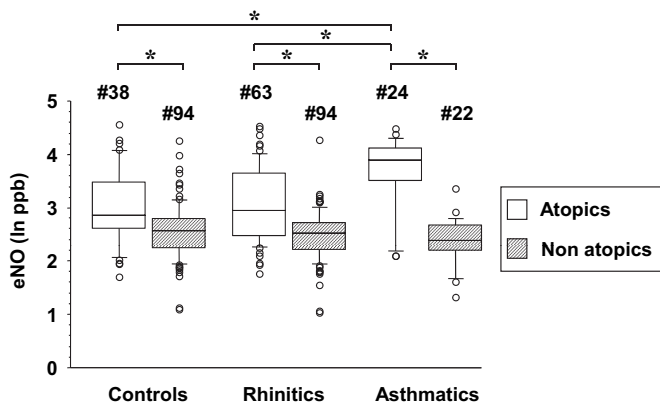 *
*
* * *
#38 #63 #24
#94 #94 #22
5
4
3
2
1
0
eNO (ln ppb)
Atopics
Non atopics
Controls Rhinitics Asthmatics